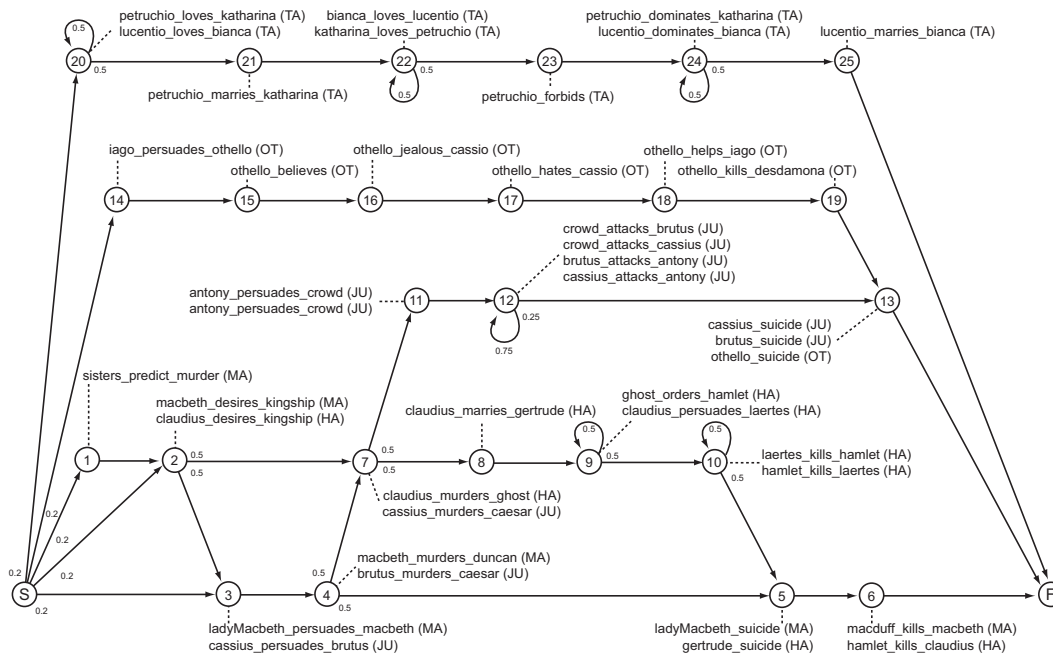 petruchio_loves_katharina (TA)
lucentio_loves_bianca (TA)
bianca_loves_lucentio (TA)
katharina_loves_petruchio (TA)
petruchio_dominates_katharina (TA)
lucentio_dominates_bianca (TA)
lucentio_marries_bianca (TA)
0.5
20
0.5
21
22
0.5
23
24
0.5
25
petruchio_marries_katharina (TA)
0.5
petruchio_forbids (TA)
0.5
iago_persuades_othello (OT)
othello_believes (OT)
othello_jealous_cassio (OT)
othello_hates_cassio (OT)
othello_helps_iago (OT)
othello_kills_desdamona (OT)
14
15
16
17
18
19
crowd_attacks_brutus (JU)
crowd_attacks_cassius (JU)
brutus_attacks_antony (JU)
cassius_attacks_antony (JU)
antony_persuades_crowd (JU)
antony_persuades_crowd (JU)
11
12
0.25
0.75
13
cassius_suicide (JU)
brutus_suicide (JU)
othello_suicide (OT)
sisters_predict_murder (MA)
macbeth_desires_kingship (MA)
claudius_desires_kingship (HA)
claudius_marries_gertrude (HA)
ghost_orders_hamlet (HA)
claudius_persuades_laertes (HA)
1
2
0.5
0.5
7
0.5
0.5
8
0.5
9
0.5
0.5
10
0.5
laertes_kills_hamlet (HA)
hamlet_kills_laertes (HA)
claudius_murders_ghost (HA)
cassius_murders_caesar (JU)
macbeth_murders_duncan (MA)
brutus_murders_caesar (JU)
0.2
0.2
0.2
0.2
0.2
S
3
0.5
4
0.5
5
6
F
ladyMacbeth_persuades_macbeth (MA)
cassius_persuades_brutus (JU)
ladyMacbeth_suicide (MA)
gertrude_suicide (HA)
macduff_kills_macbeth (MA)
hamlet_kills_claudius (HA)